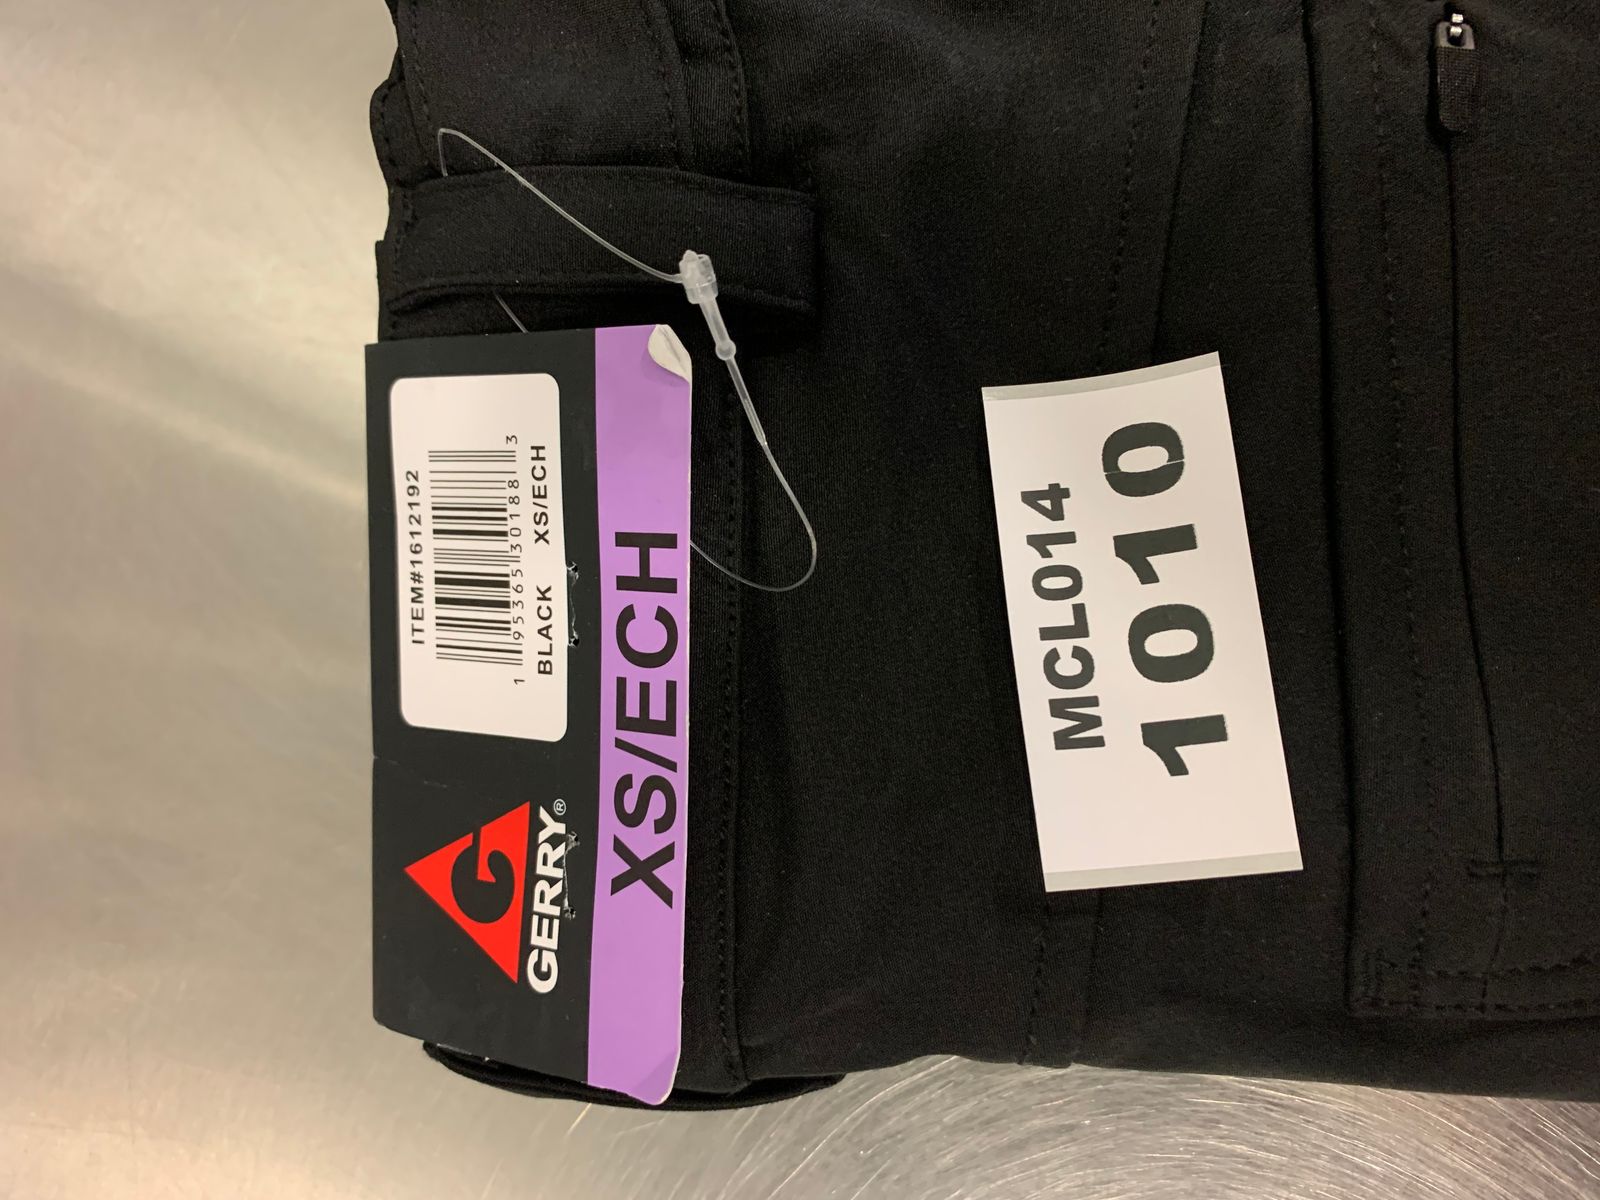 ITEM#1612192
1 95365 30188 3
BLACK XS/ECH
G
GERRY®
XS/ECH
MCL014
1010